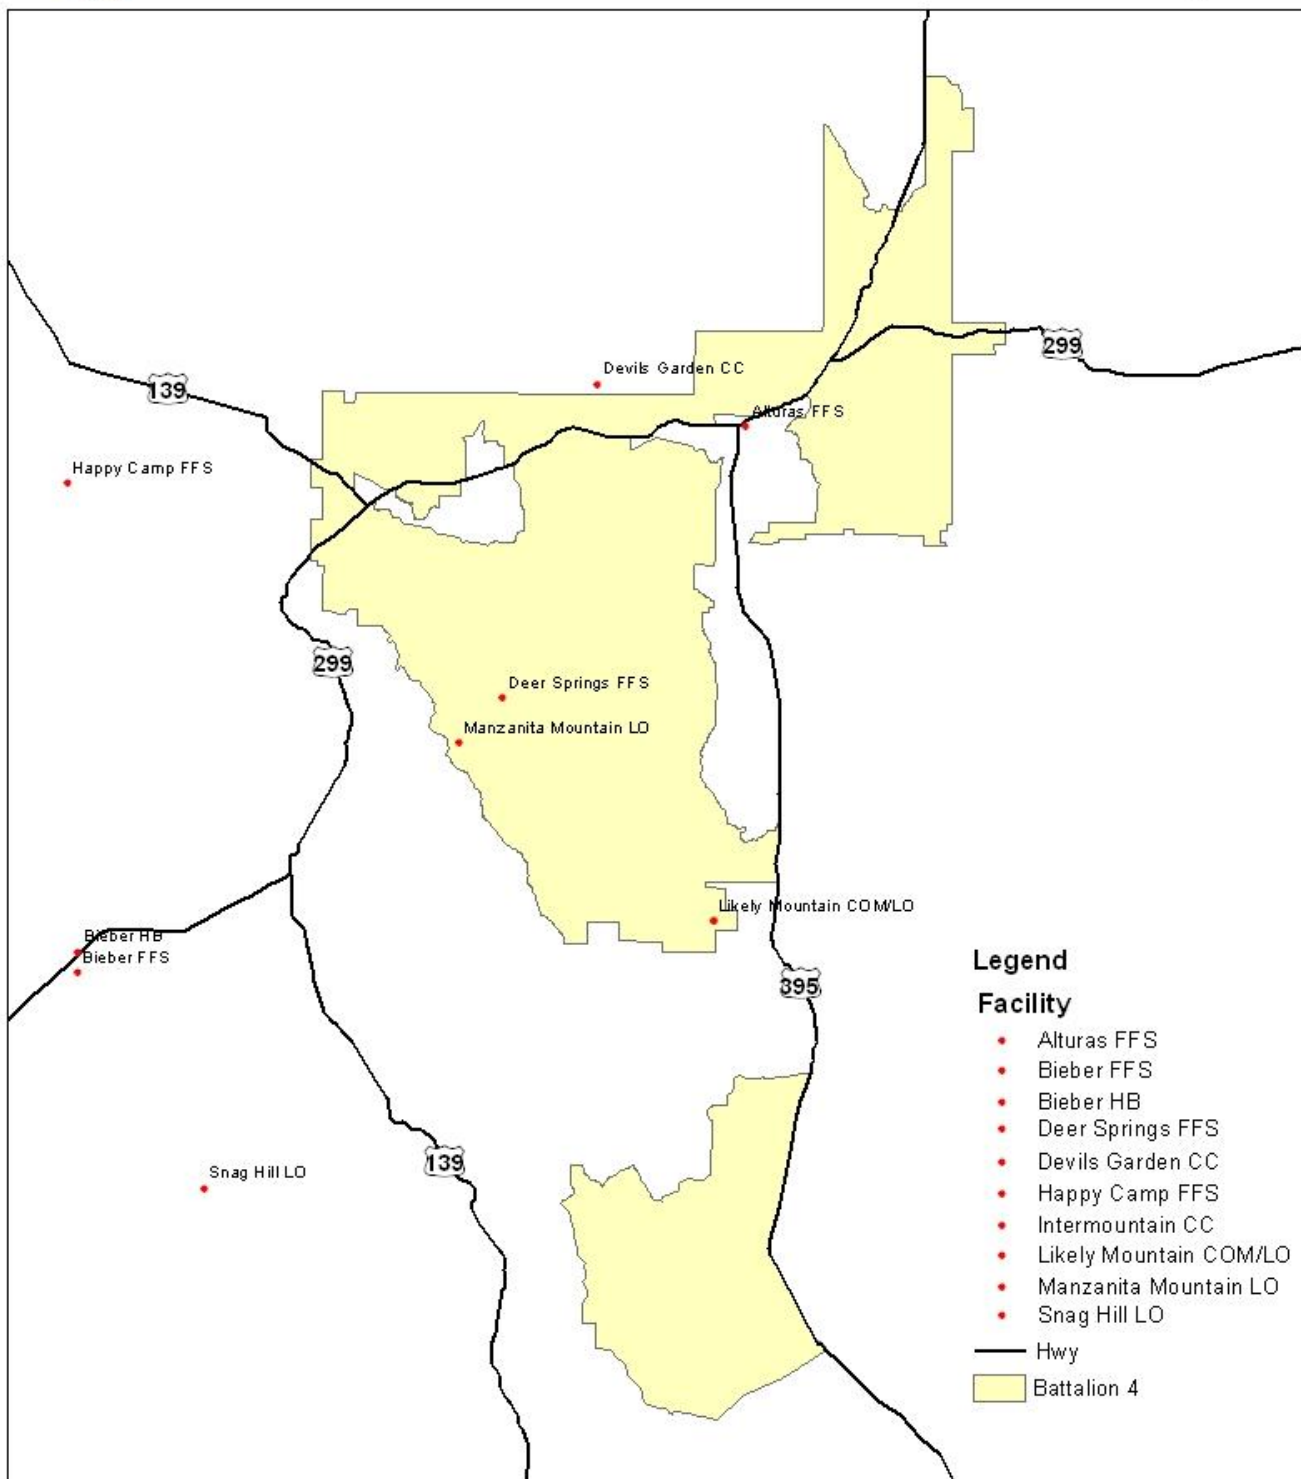 299
Devils Garden CC
139
Alturas FFS
Happy Camp FFS
299
Deer Springs FFS
Manzanita Mountain LO
Likely Mountain COM/LO
Bieber HB
Bieber FFS
395
139
Snag Hill LO
Legend
Facility
Alturas FFS
Bieber FFS
Bieber HB
Deer Springs FFS
Devils Garden CC
Happy Camp FFS
Intermountain CC
Likely Mountain COM/LO
Manzanita Mountain LO
Snag Hill LO
Hwy
Battalion 4